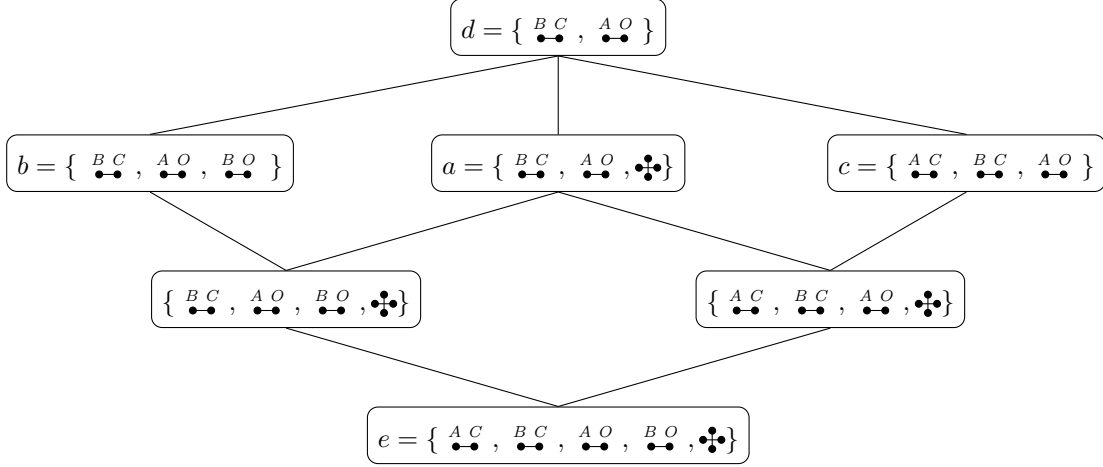 d = { B C , A O }
b = { B C , A O , B O }
a = { B C , A O , }
c = { A C , B C , A O }
{ B C , A O , B O , }
{ A C , B C , A O , }
e = { A C , B C , A O , B O , }